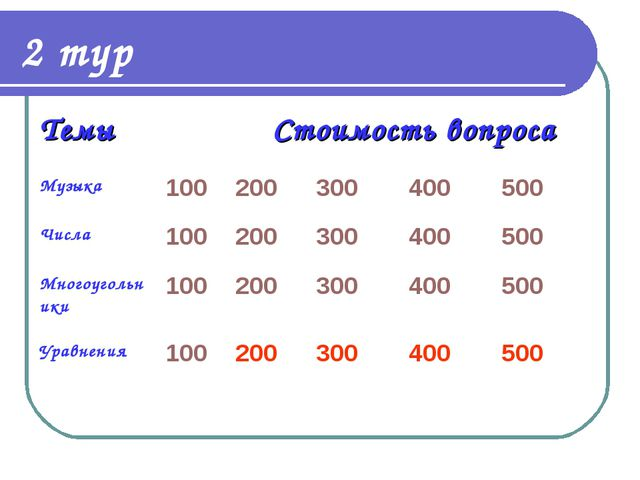 2 тур
Темы Стоимость вопроса
Музыка 100 200 300 400 500
Числа 100 200 300 400 500
Многоугольн
ики 100 200 300 400 500
Уравнения 100 200 300 400 500